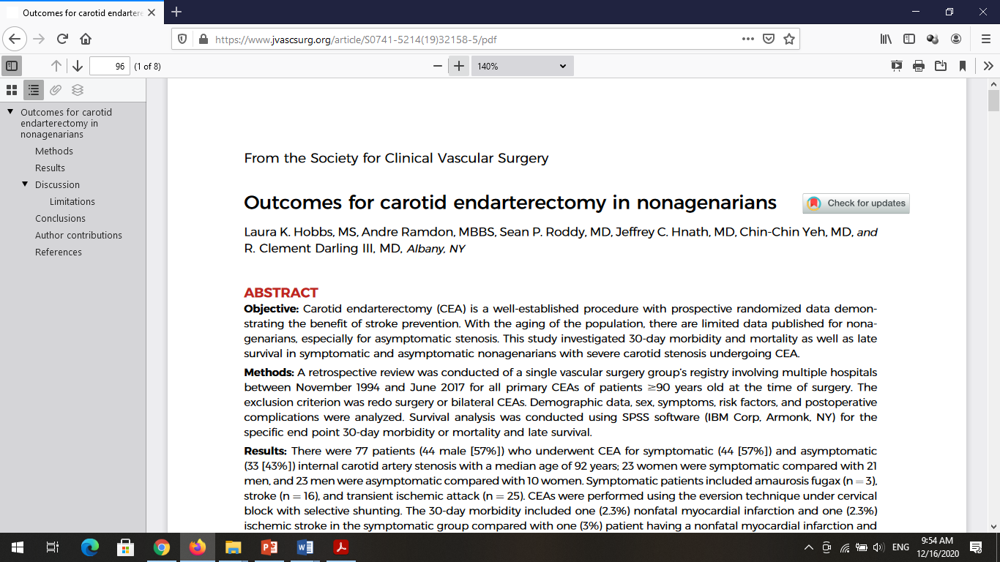 Outcomes for carotid endartere
https://www.jvascsurg.org/article/S0741-5214(19)32158-5/pdf
96 (1 of 8)
140%
Outcomes for carotid
endarterectomy in
nonagenarians
Methods
Results
Discussion
Limitations
Conclusions
Author contributions
References
From the Society for Clinical Vascular Surgery
Outcomes for carotid endarterectomy in nonagenarians
Check for updates
Laura K. Hobbs, MS, Andre Ramdon, MBBS, Sean P. Roddy, MD, Jeffrey C. Hnath, MD, Chin-Chin Yeh, MD, and
R. Clement Darling III, MD, Albany, NY
ABSTRACT
Objective: Carotid endarterectomy (CEA) is a well-established procedure with prospective randomized data demon-
strating the benefit of stroke prevention. With the aging of the population, there are limited data published for nona-
genarians, especially for asymptomatic stenosis. This study investigated 30-day morbidity and mortality as well as late
survival in symptomatic and asymptomatic nonagenarians with severe carotid stenosis undergoing CEA.
Methods: A retrospective review was conducted of a single vascular surgery group's registry involving multiple hospitals
between November 1994 and June 2017 for all primary CEAs of patients ≥90 years old at the time of surgery. The
exclusion criterion was redo surgery or bilateral CEAs. Demographic data, sex, symptoms, risk factors, and postoperative
complications were analyzed. Survival analysis was conducted using SPSS software (IBM Corp, Armonk, NY) for the
specific end point 30-day morbidity or mortality and late survival.
Results: There were 77 patients (44 male [57%]) who underwent CEA for symptomatic (44 [57%]) and asymptomatic
(33 [43%]) internal carotid artery stenosis with a median age of 92 years; 23 women were symptomatic compared with 21
men, and 23 men were asymptomatic compared with 10 women. Symptomatic patients included amaurosis fugax (n = 3),
stroke (n = 16), and transient ischemic attack (n = 25). CEAs were performed using the eversion technique under cervical
block with selective shunting. The 30-day morbidity included one (2.3%) nonfatal myocardial infarction and one (2.3%)
ischemic stroke in the symptomatic group compared with one (3%) patient having a nonfatal myocardial infarction and
ENG
9:54 AM
12/16/2020